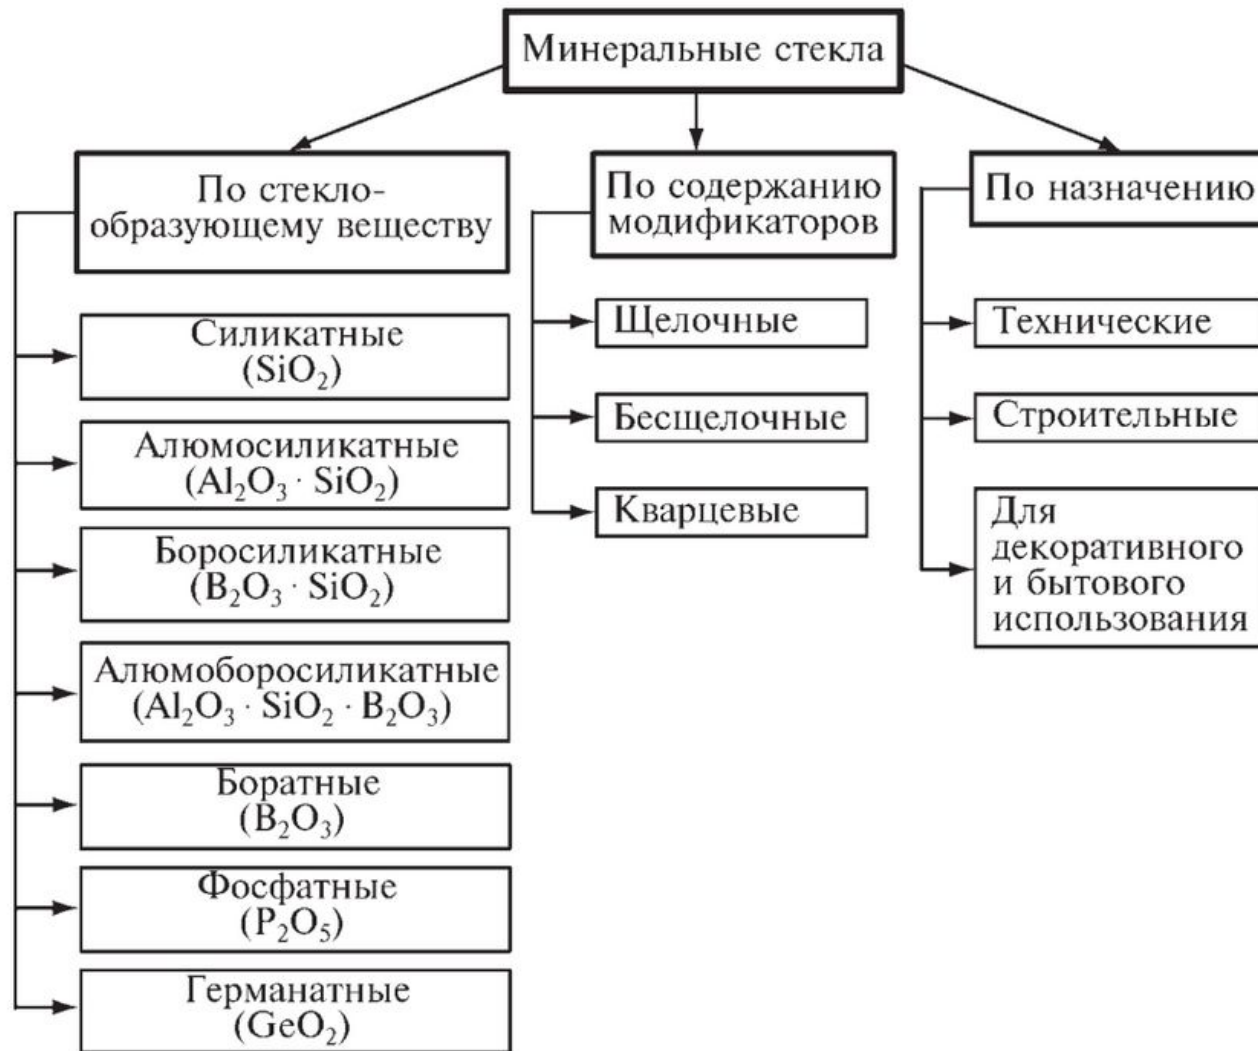 Минеральные стекла
По стекло-
образующему веществу
Силикатные
(SiO₂)
Алюмосиликатные
(Al₂O₃ · SiO₂)
Боросиликатные
(B₂O₃ · SiO₂)
Алюмоборосиликатные
(Al₂O₃ · SiO₂ · B₂O₃)
Боратные
(B₂O₃)
Фосфатные
(P₂O₅)
Германатные
(GeO₂)
По содержанию
модификаторов
Щелочные
Бесщелочные
Кварцевые
По назначению
Технические
Строительные
Для
декоративного
и бытового
использования